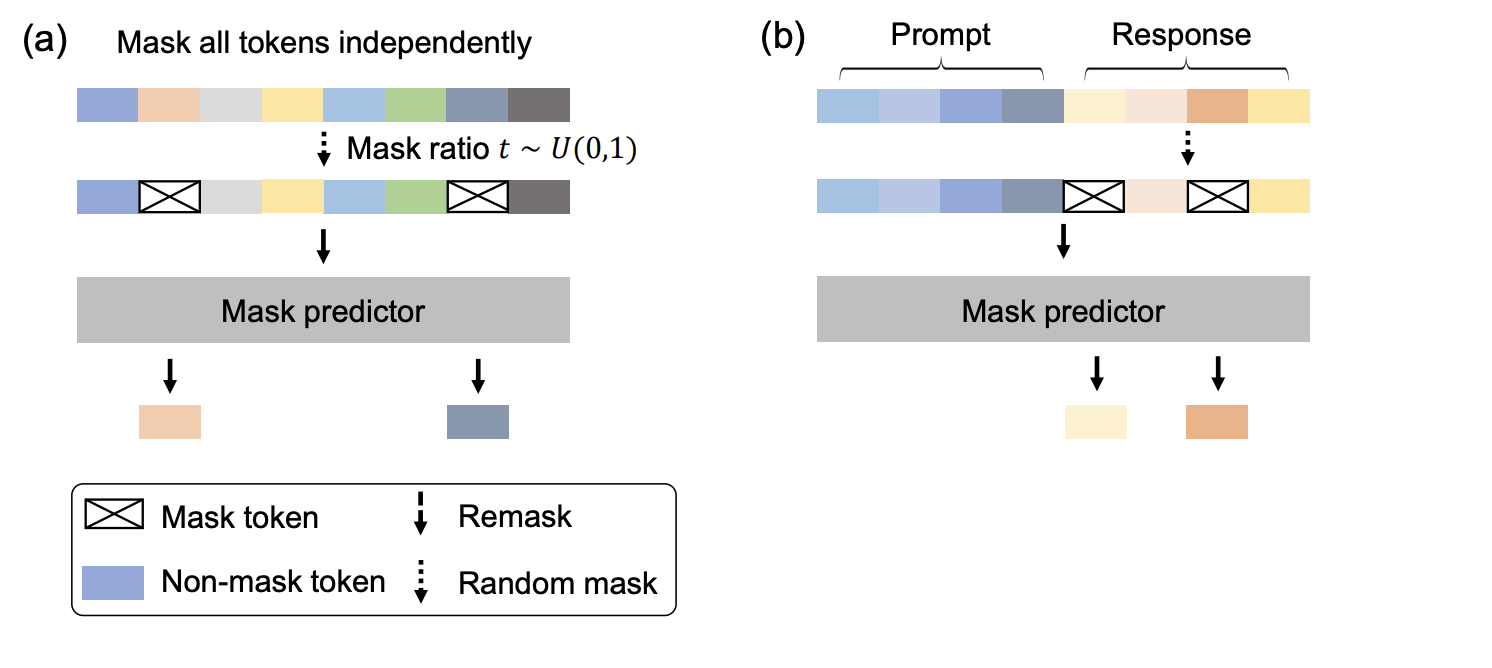 (a) Mask all tokens independently
Mask ratio t ~ U(0,1)
Mask predictor
(b) Prompt Response
Mask predictor
Mask token Remask
Non-mask token Random mask